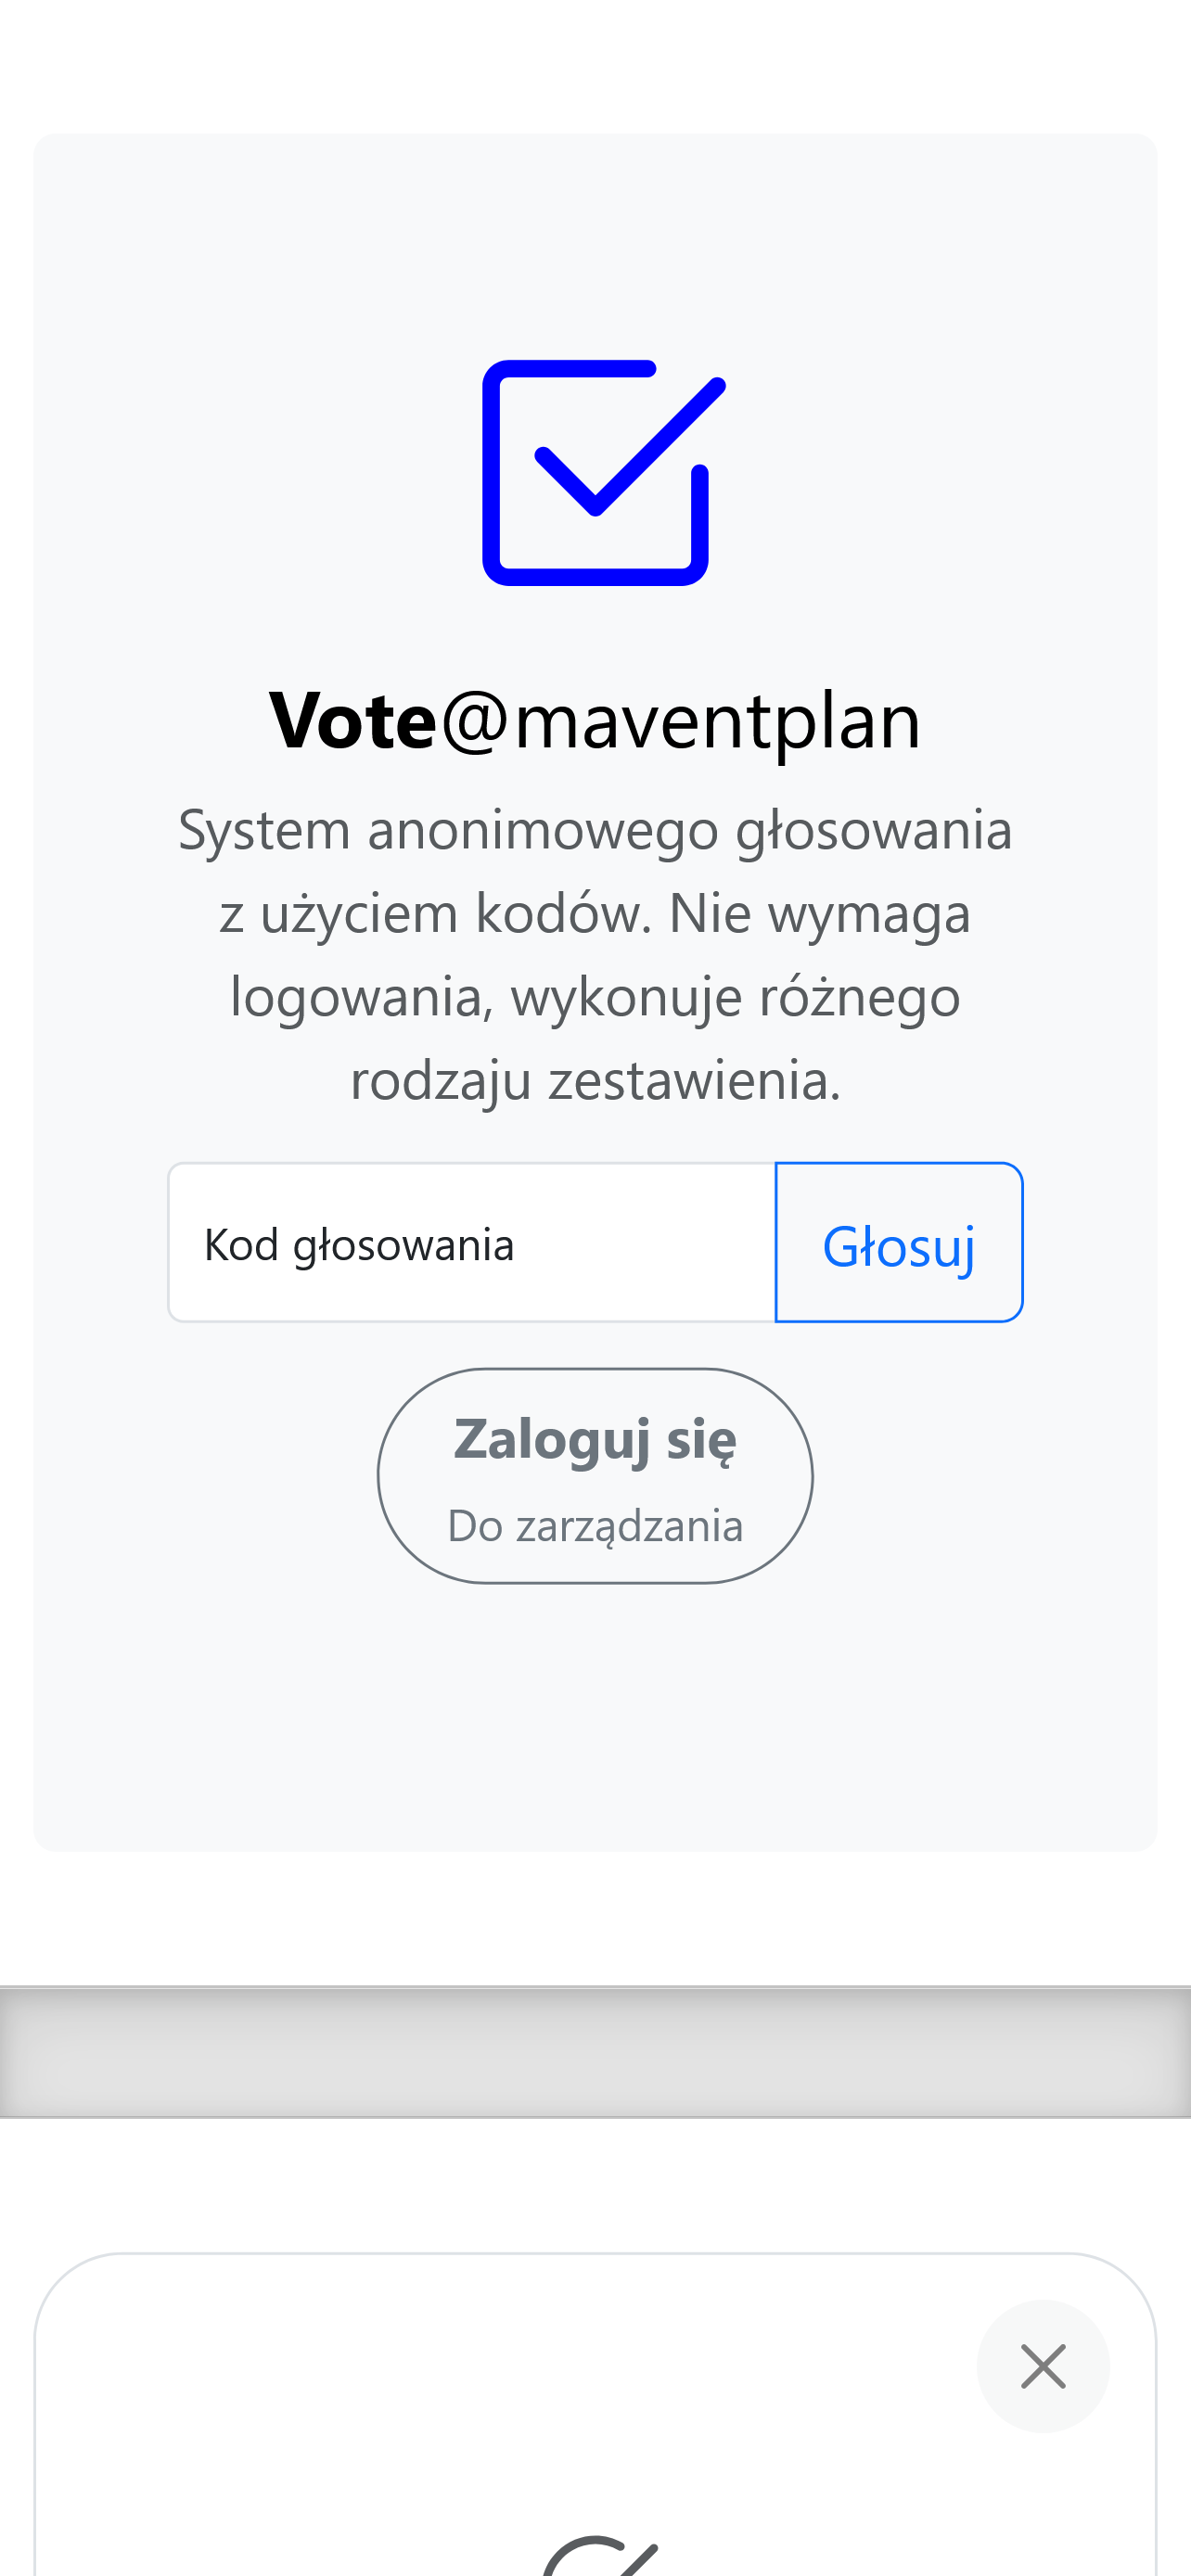 Vote@maventplan
System anonimowego głosowania
z użyciem kodów. Nie wymaga
logowania, wykonuje różnego
rodzaju zestawienia.
Kod głosowania
Głosuj
Zaloguj się
Do zarządzania